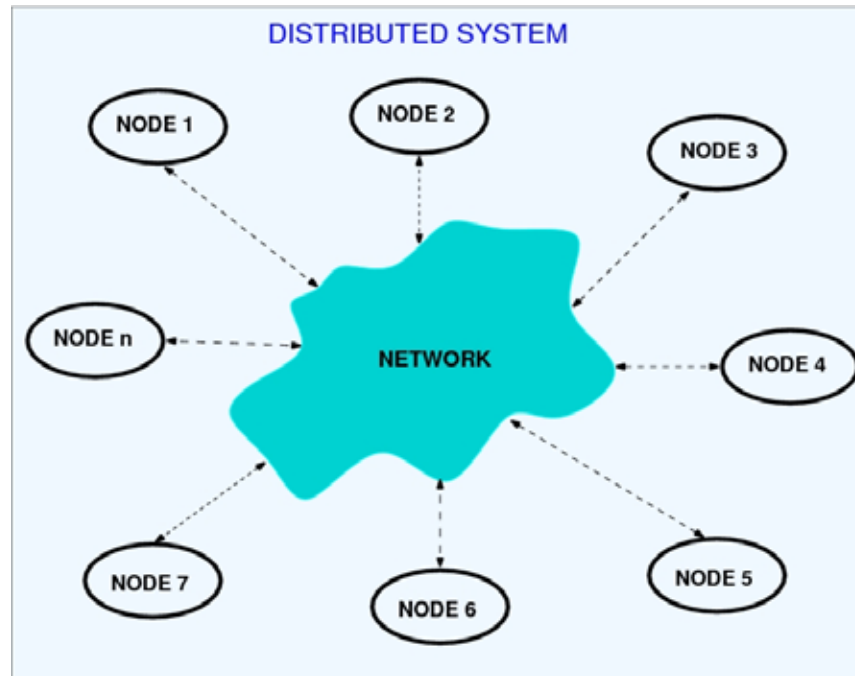 DISTRIBUTED SYSTEM
NODE 1
NODE 2
NODE 3
NODE n
NETWORK
NODE 4
NODE 7
NODE 6
NODE 5